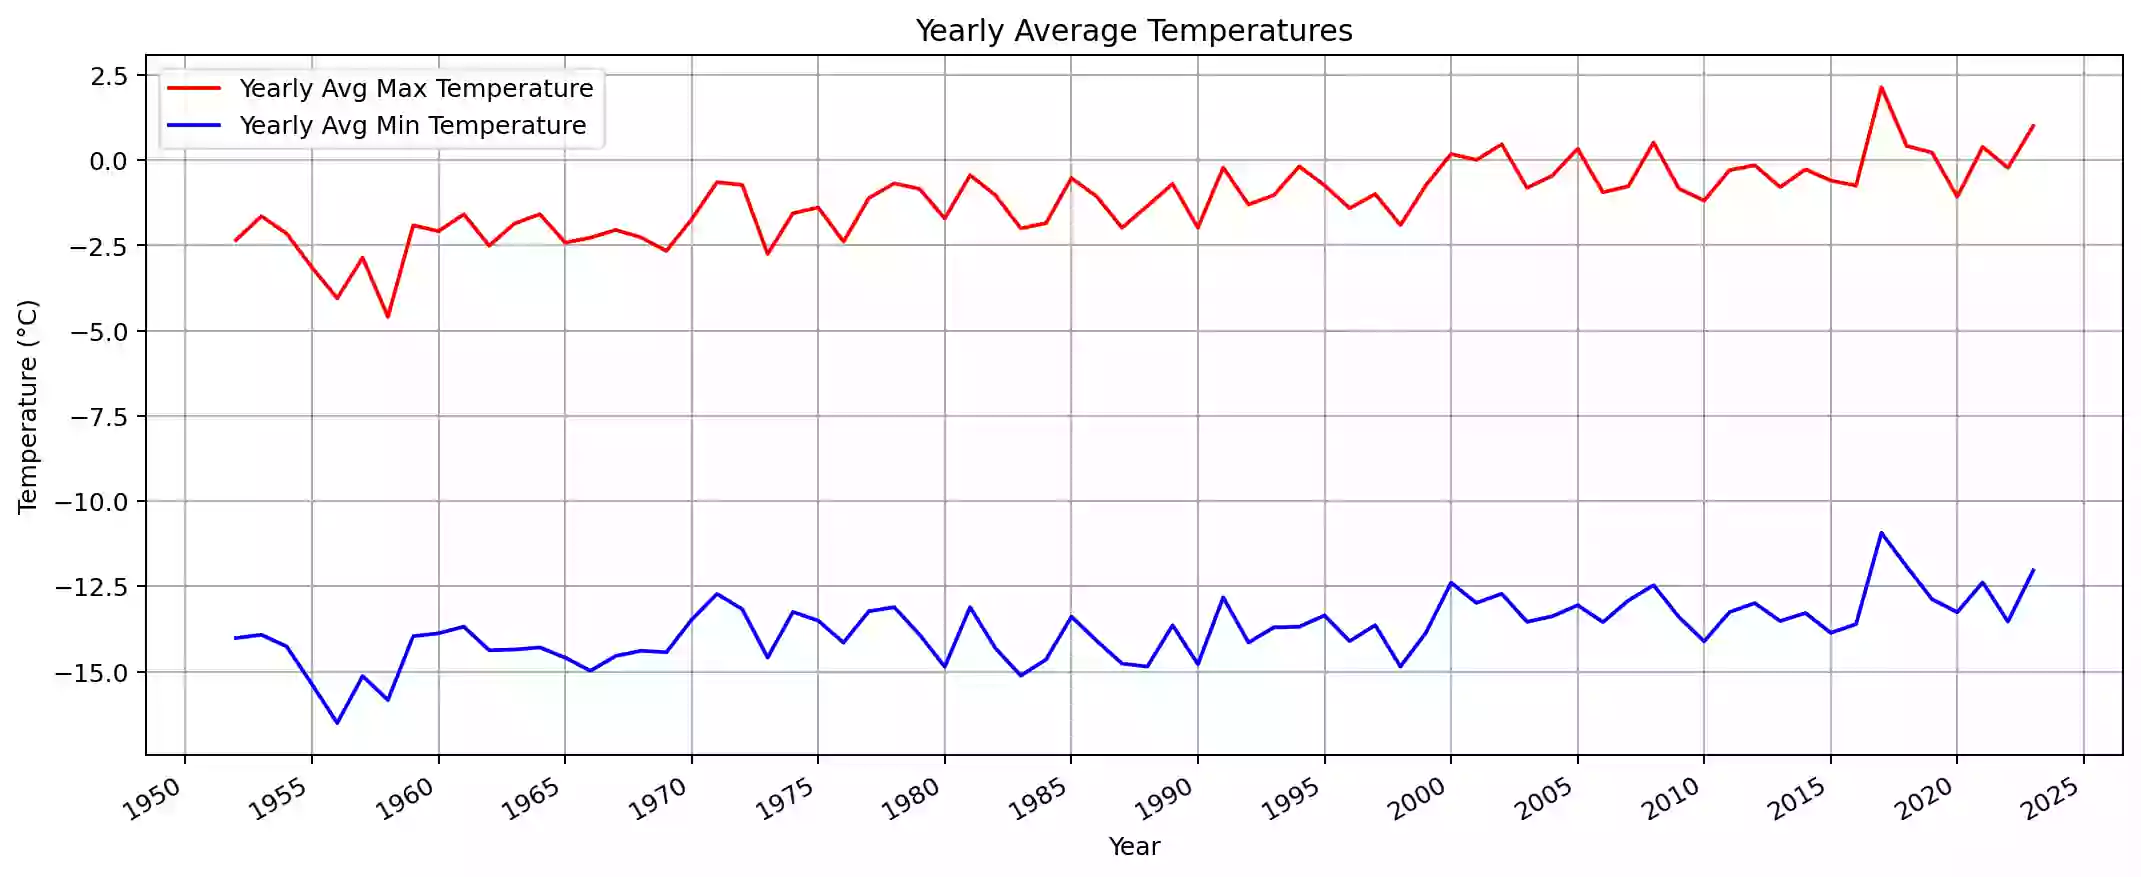 Yearly Average Temperatures
Yearly Avg Max Temperature
Yearly Avg Min Temperature
Temperature (°C)
2.5
0.0
−2.5
−5.0
−7.5
−10.0
−12.5
−15.0
1950 1955 1960 1965 1970 1975 1980 1985 1990 1995 2000 2005 2010 2015 2020 2025
Year